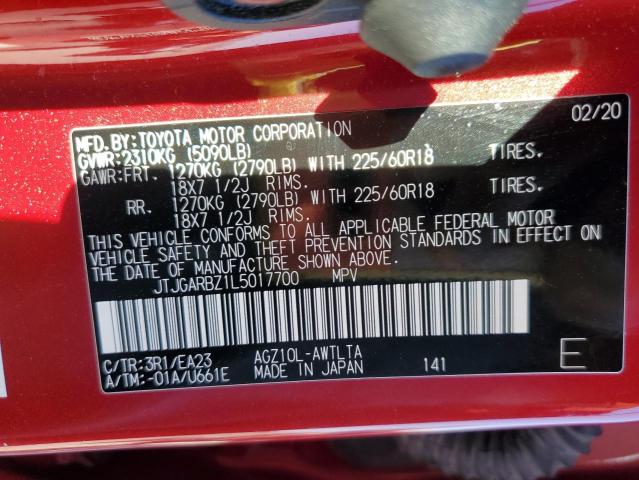 MFD.BY:TOYOTA MOTOR CORPORATION 02/20
GVWR:2310KG (5090LB)
GAWR:FRT. 1270KG (2790LB) WITH 225/60R18 TIRES.
18X7 1/2J RIMS.
RR. 1270KG (2790LB) WITH 225/60R18 TIRES.
18X7 1/2J RIMS.
THIS VEHICLE CONFORMS TO ALL APPLICABLE FEDERAL MOTOR
VEHICLE SAFETY AND THEFT PREVENTION STANDARDS IN EFFECT ON
THE DATE OF MANUFACTURE SHOWN ABOVE.
JTJGARBZ1L5017700 MPV
C/TR:3R1/EA23 AGZ10L-AWTLTA E
A/TM:-01A/U661E MADE IN JAPAN 141